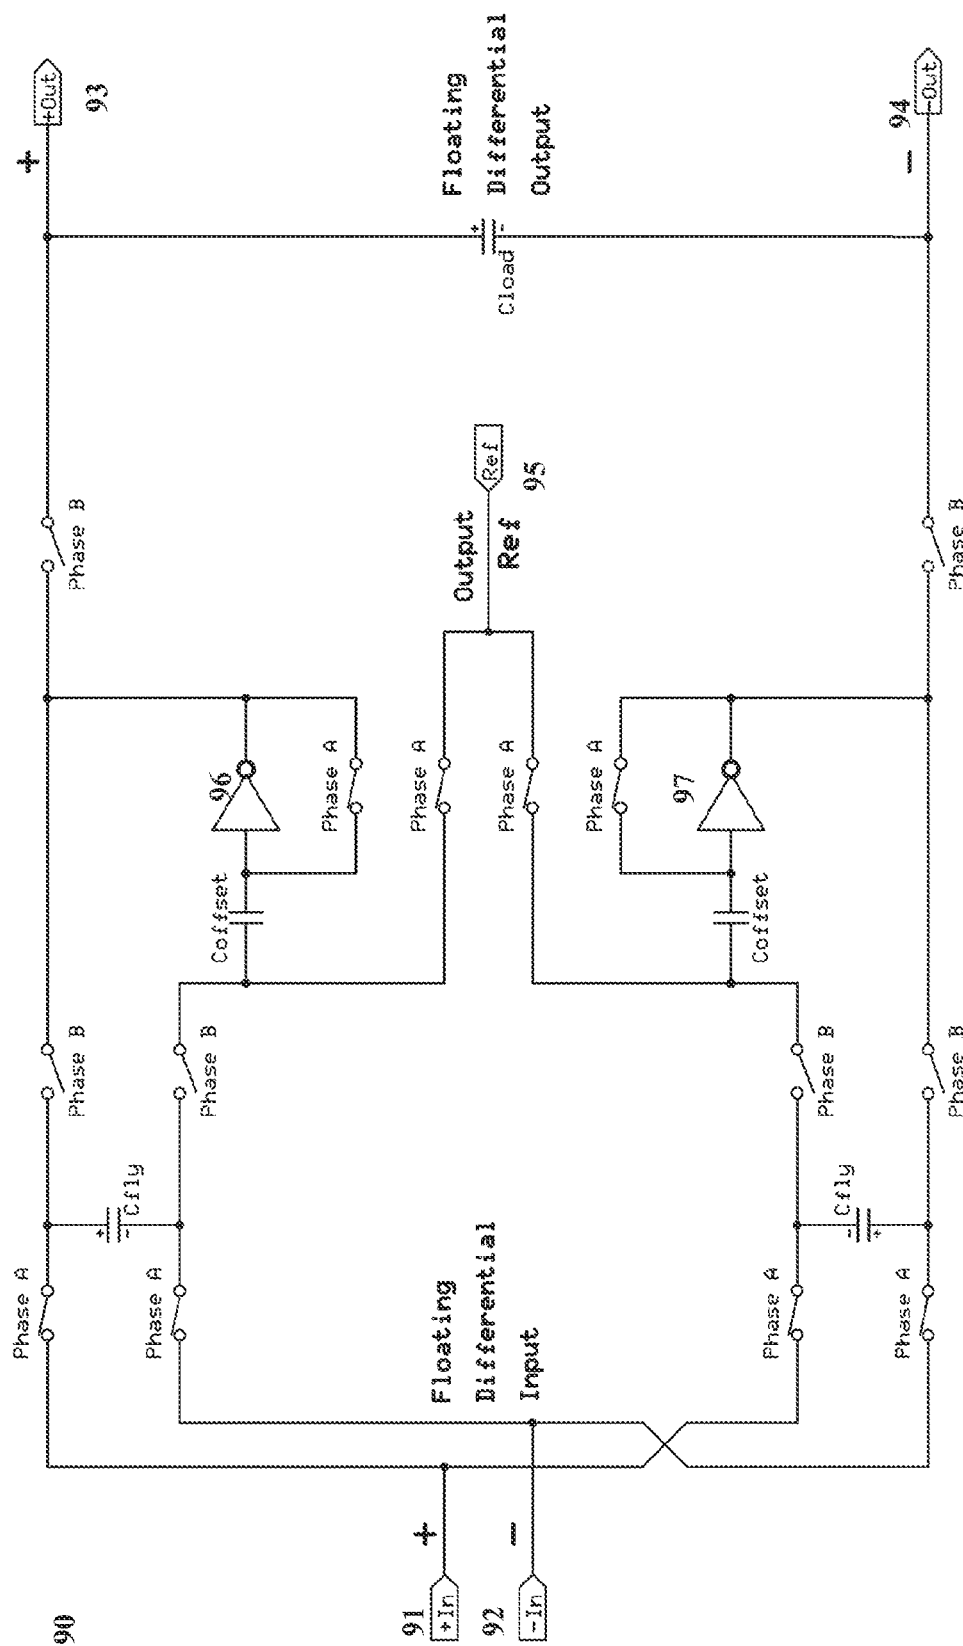 +
Phase A
+Out
90
Phase B
Phase B
93
+
-
Cfly
Phase A
Phase B
Coffset
96
Phase A
Phase A
91
+
+In
Floating
Differential
Input
92
-
-In
Output
Ref
Ref
95
Floating
Differential
Output
+
-
Cload
Phase A
Phase A
97
Coffset
Phase A
Phase B
Cfly
-
+
Phase A
Phase B
Phase B
94
-
-Out